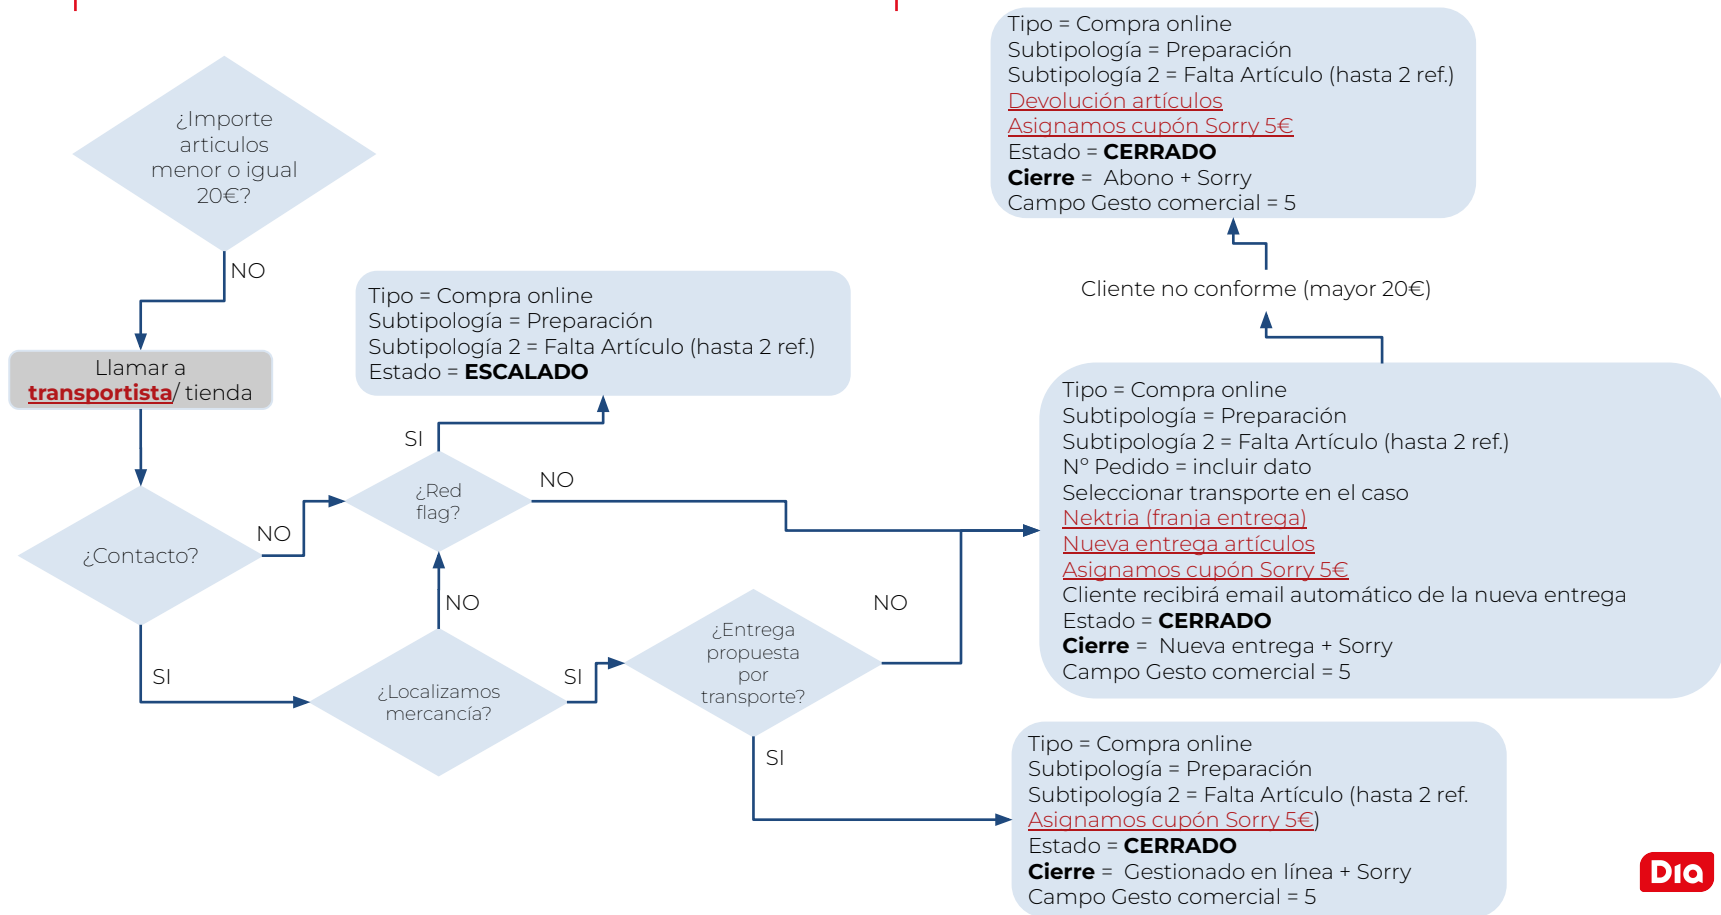 Tipo = Compra online
Subtipología = Preparación
Subtipología 2 = Falta Artículo (hasta 2 ref.)
Devolución artículos
Asignamos cupón Sorry 5€
Estado = CERRADO
Cierre = Abono + Sorry
Campo Gesto comercial = 5
¿Importe
articulos
menor o igual
20€?
NO
Cliente no conforme (mayor 20€)
Tipo = Compra online
Subtipología = Preparación
Subtipología 2 = Falta Artículo (hasta 2 ref.)
Estado = ESCALADO
Llamar a
transportista/ tienda
SI
¿Red
flag?
NO
¿Contacto?
NO
Tipo = Compra online
Subtipología = Preparación
Subtipología 2 = Falta Artículo (hasta 2 ref.)
Nº Pedido = incluir dato
Seleccionar transporte en el caso
Nektria (franja entrega)
Nueva entrega artículos
Asignamos cupón Sorry 5€
Cliente recibirá email automático de la nueva entrega
Estado = CERRADO
Cierre = Nueva entrega + Sorry
Campo Gesto comercial = 5
NO
NO
SI
¿Localizamos
mercancía?
SI
¿Entrega
propuesta
por
transporte?
SI
Tipo = Compra online
Subtipología = Preparación
Subtipología 2 = Falta Artículo (hasta 2 ref.
Asignamos cupón Sorry 5€)
Estado = CERRADO
Cierre = Gestionado en línea + Sorry
Campo Gesto comercial = 5
Dia